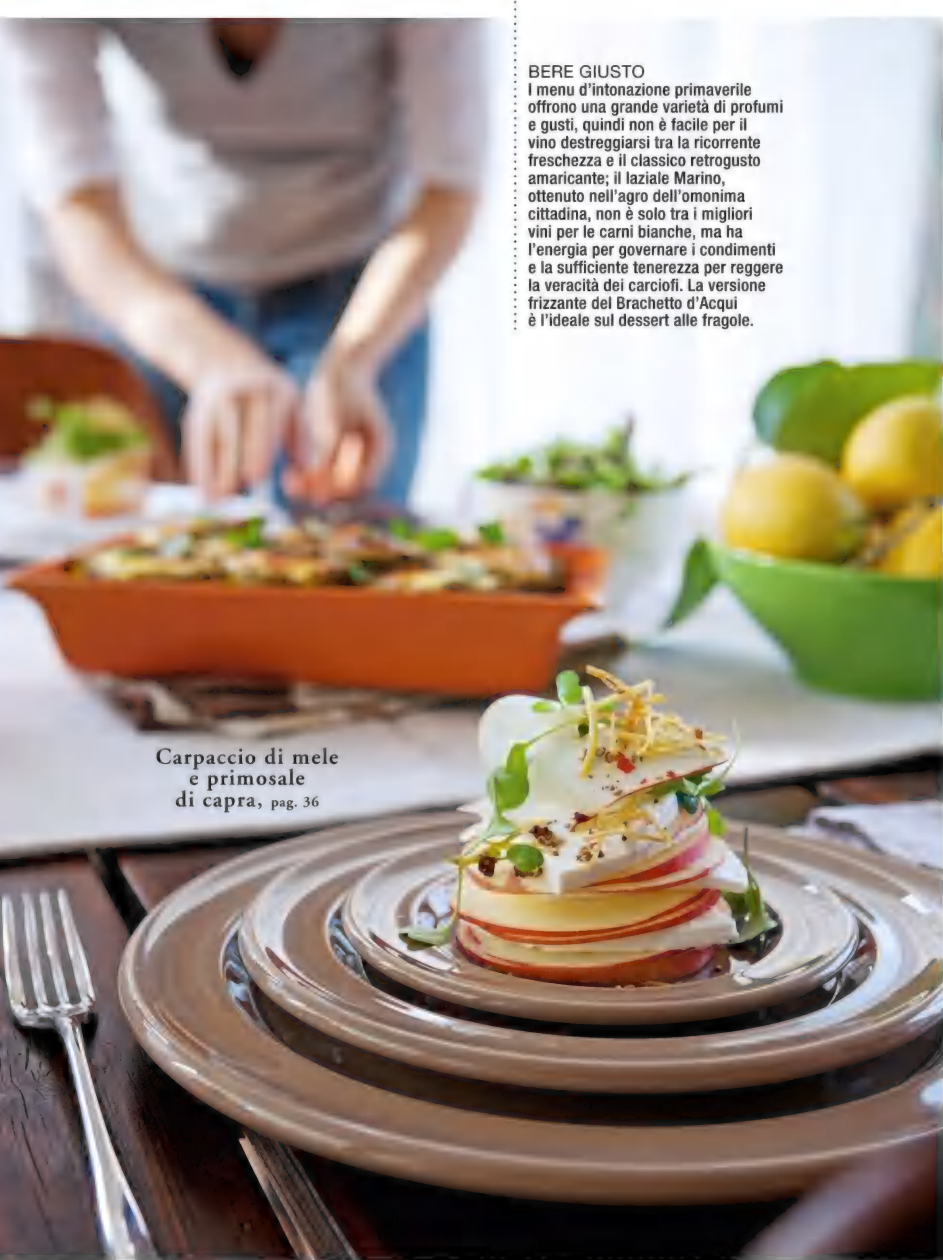 BERE GIUSTO
I menu d'intonazione primaverile
offrono una grande varietà di profumi
e gusti, quindi non è facile per il
vino destreggiarsi tra la ricorrente
freschezza e il classico retrogusto
amaricante; il laziale Marino,
ottenuto nell'agro dell'omonima
cittadina, non è solo tra i migliori
vini per le carni bianche, ma ha
l'energia per governare i condimenti
e la sufficiente tenerezza per reggere
la veracità dei carciofi. La versione
frizzante del Brachetto d'Acqui
è l'ideale sul dessert alle fragole.
Carpaccio di mele
e primosale
di capra, pag. 36